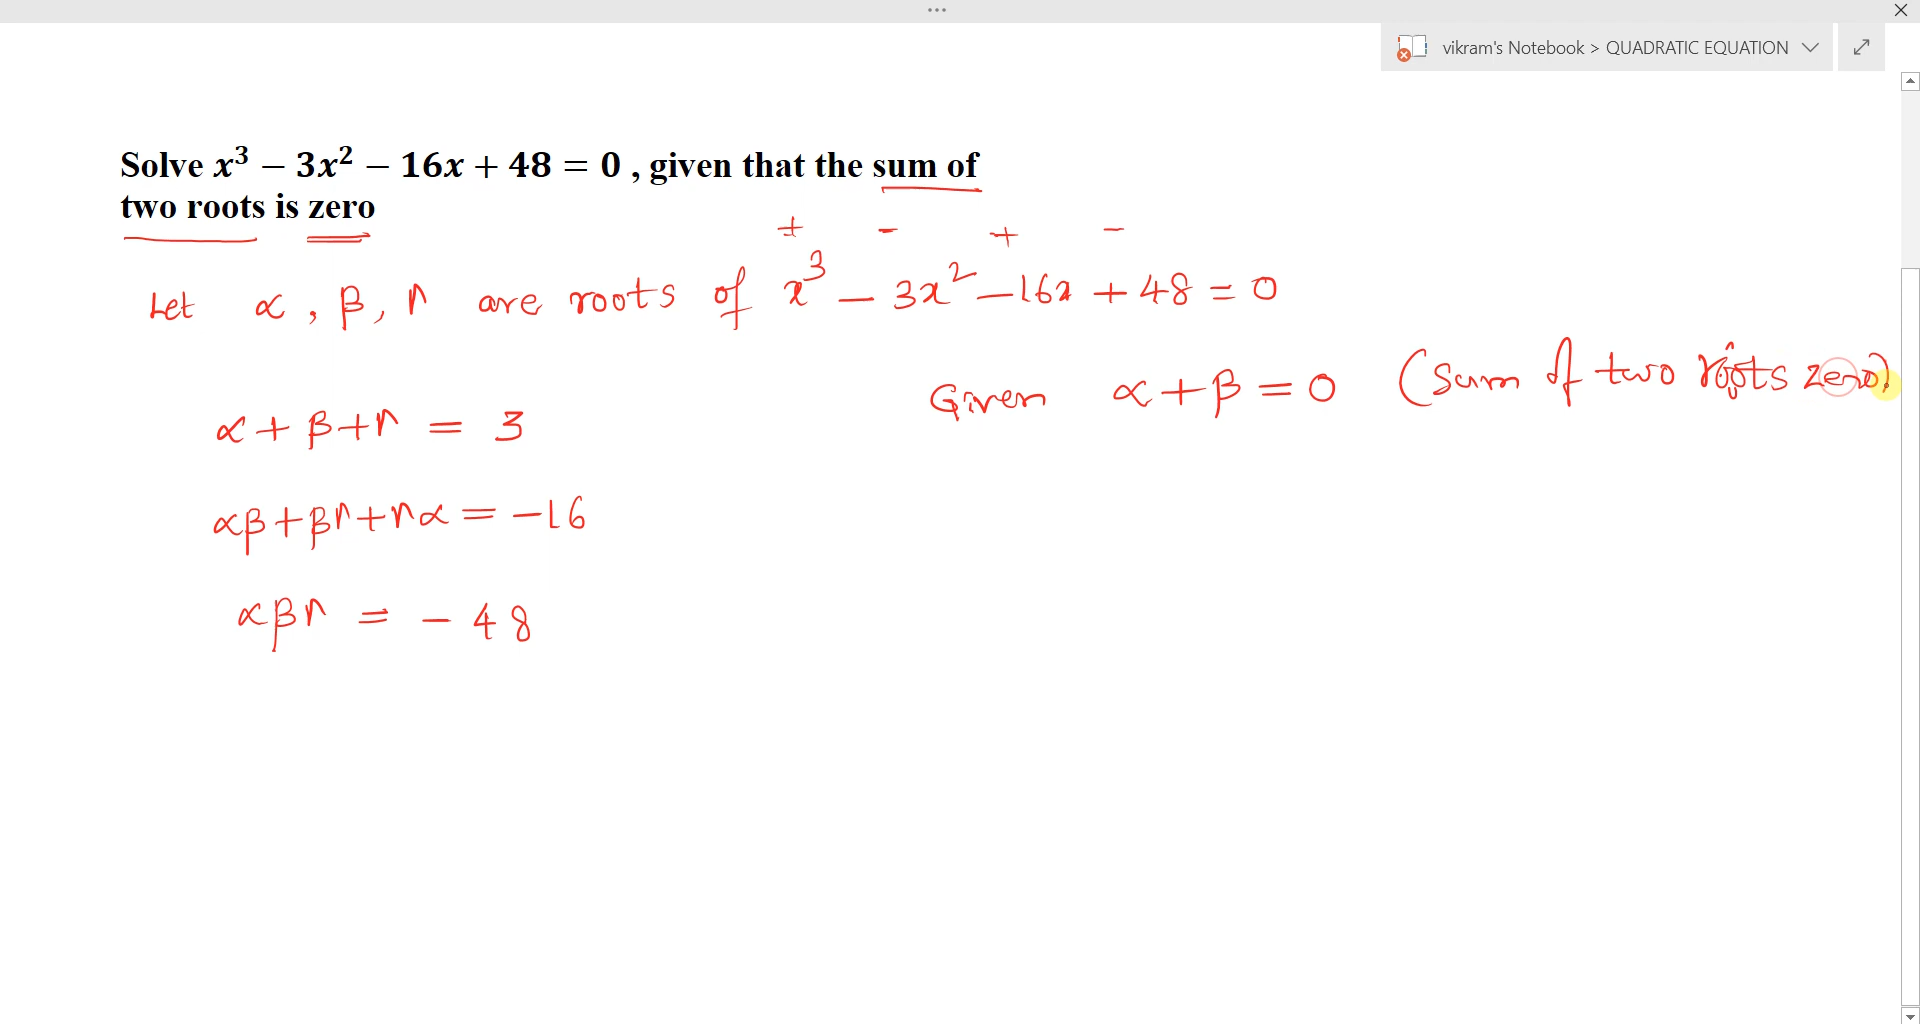 vikram's Notebook > QUADRATIC EQUATION
Solve x³ − 3x² − 16x + 48 = 0 , given that the sum of
two roots is zero
+ - + -
Let α , β, γ are roots of x³ − 3x² − 16x + 48 = 0
Given α + β = 0 (Sum of two roots zero)
α + β + γ = 3
αβ + βγ + γα = −16
αβγ = − 48